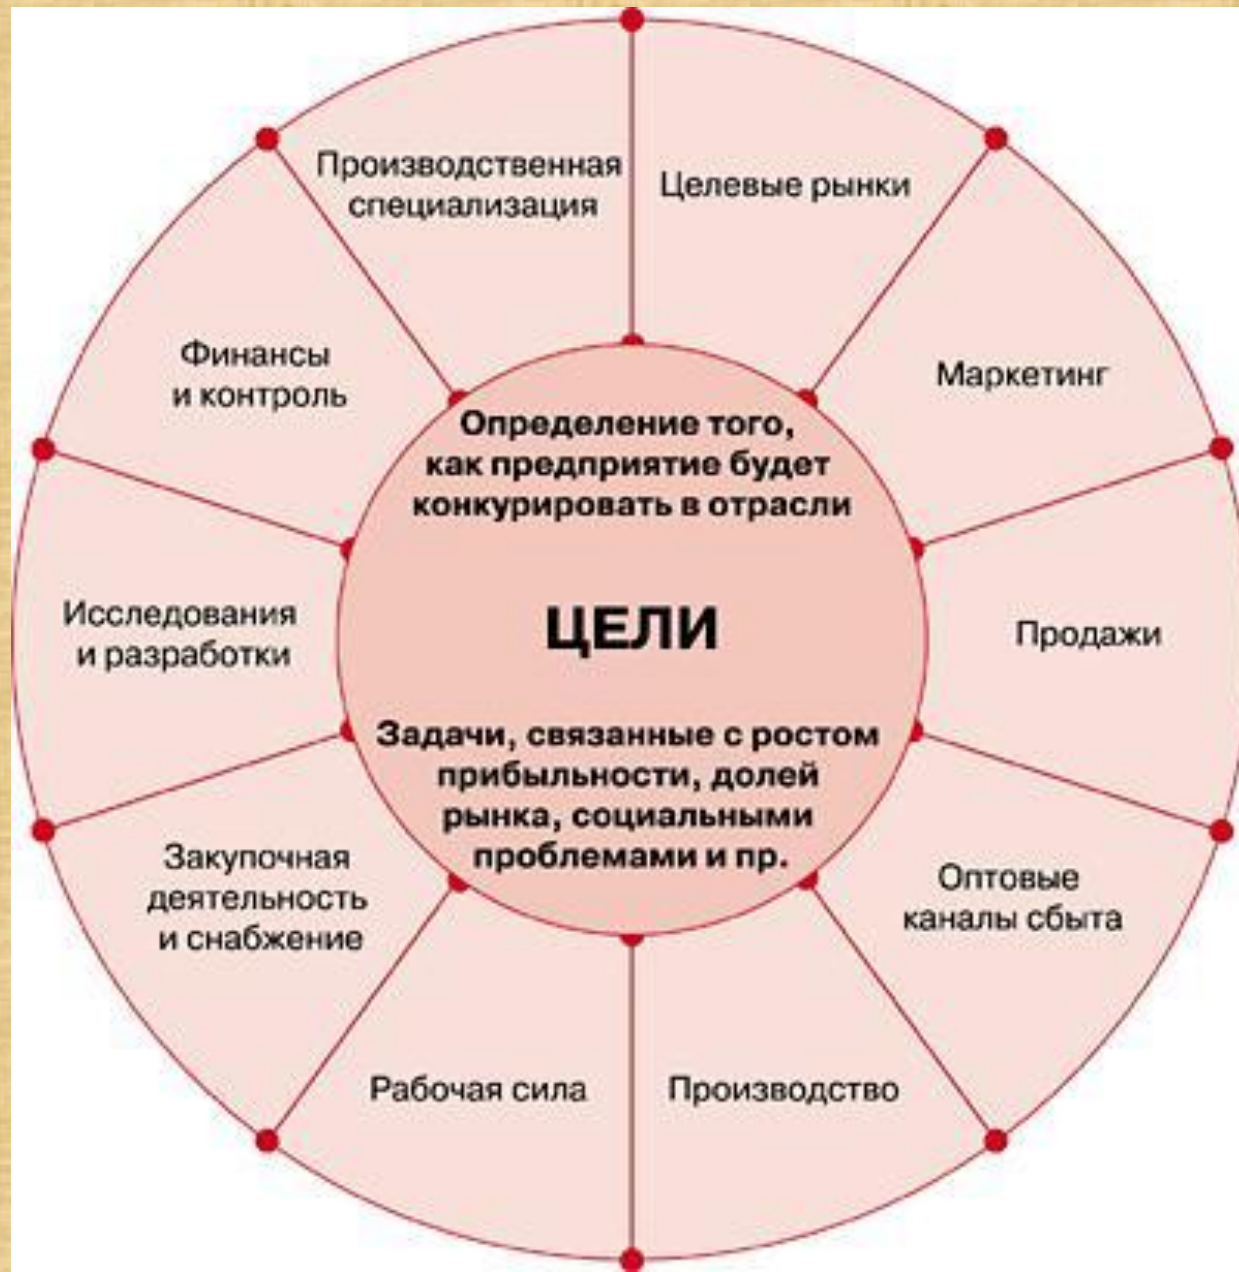 Производственная
специализация
Целевые рынки
Маркетинг
Продажи
Оптовые
каналы сбыта
Производство
Рабочая сила
Закупочная
деятельность
и снабжение
Исследования
и разработки
Финансы
и контроль
Определение того,
как предприятие будет
конкурировать в отрасли
ЦЕЛИ
Задачи, связанные с ростом
прибыльности, долей
рынка, социальными
проблемами и пр.